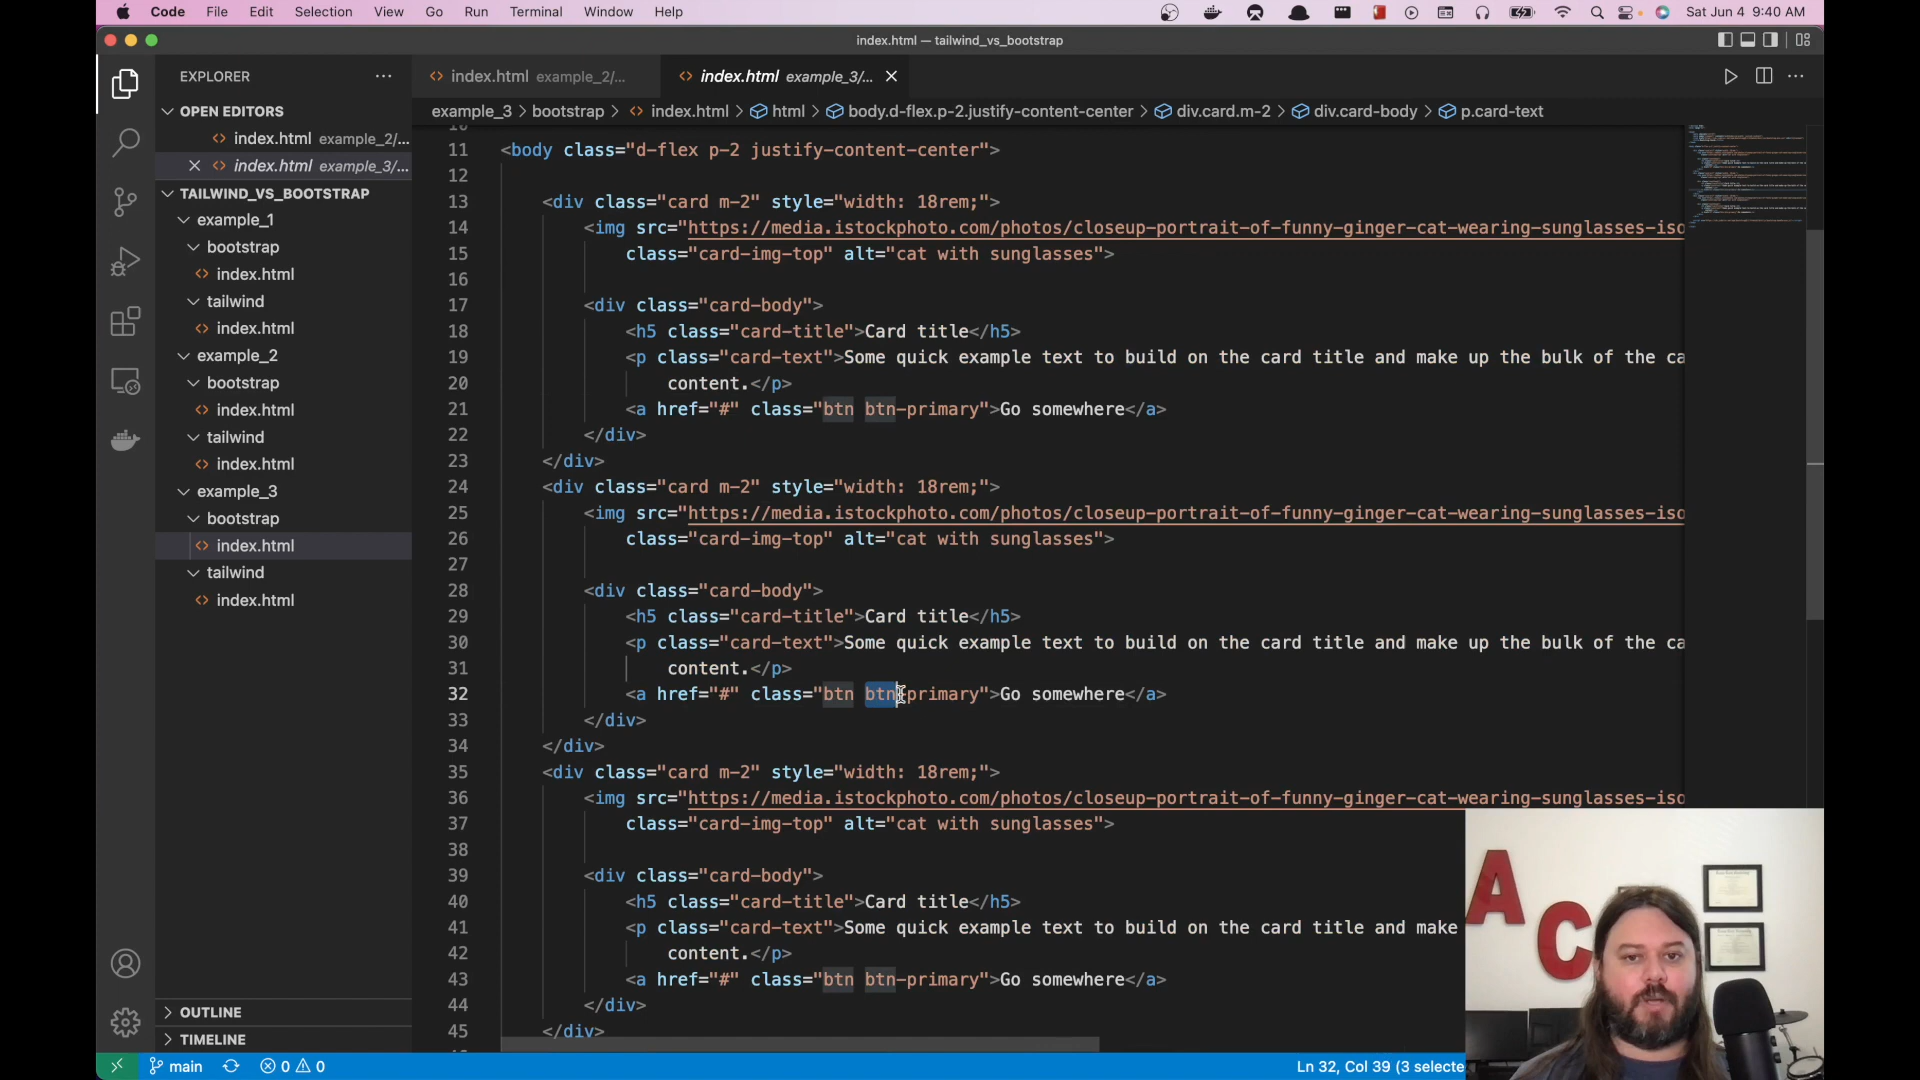 Code File Edit Selection View Go Run Terminal Window Help Sat Jun 4 9:40 AM
index.html — tailwind_vs_bootstrap
EXPLORER
index.html example_2/...
index.html example_3/...
OPEN EDITORS
index.html example_2/...
index.html example_3/...
TAILWIND_VS_BOOTSTRAP
example_1
bootstrap
index.html
tailwind
index.html
example_2
bootstrap
index.html
tailwind
index.html
example_3
bootstrap
index.html
tailwind
index.html
OUTLINE
TIMELINE
example_3 > bootstrap > index.html > html > body.d-flex.p-2.justify-content-center > div.card.m-2 > div.card-body > p.card-text
11 <body class="d-flex p-2 justify-content-center">
12
13 <div class="card m-2" style="width: 18rem;">
14 <img src="https://media.istockphoto.com/photos/closeup-portrait-of-funny-ginger-cat-wearing-sunglasses-iso
15 class="card-img-top" alt="cat with sunglasses">
16
17 <div class="card-body">
18 <h5 class="card-title">Card title</h5>
19 <p class="card-text">Some quick example text to build on the card title and make up the bulk of the ca
20 content.</p>
21 <a href="#" class="btn btn-primary">Go somewhere</a>
22 </div>
23 </div>
24 <div class="card m-2" style="width: 18rem;">
25 <img src="https://media.istockphoto.com/photos/closeup-portrait-of-funny-ginger-cat-wearing-sunglasses-iso
26 class="card-img-top" alt="cat with sunglasses">
27
28 <div class="card-body">
29 <h5 class="card-title">Card title</h5>
30 <p class="card-text">Some quick example text to build on the card title and make up the bulk of the ca
31 content.</p>
32 <a href="#" class="btn btn-primary">Go somewhere</a>
33 </div>
34 </div>
35 <div class="card m-2" style="width: 18rem;">
36 <img src="https://media.istockphoto.com/photos/closeup-portrait-of-funny-ginger-cat-wearing-sunglasses-iso
37 class="card-img-top" alt="cat with sunglasses">
38
39 <div class="card-body">
40 <h5 class="card-title">Card title</h5>
41 <p class="card-text">Some quick example text to build on the card title and make
42 content.</p>
43 <a href="#" class="btn btn-primary">Go somewhere</a>
44 </div>
45 </div>
A
C
main 0 0 Ln 32, Col 39 (3 selecte